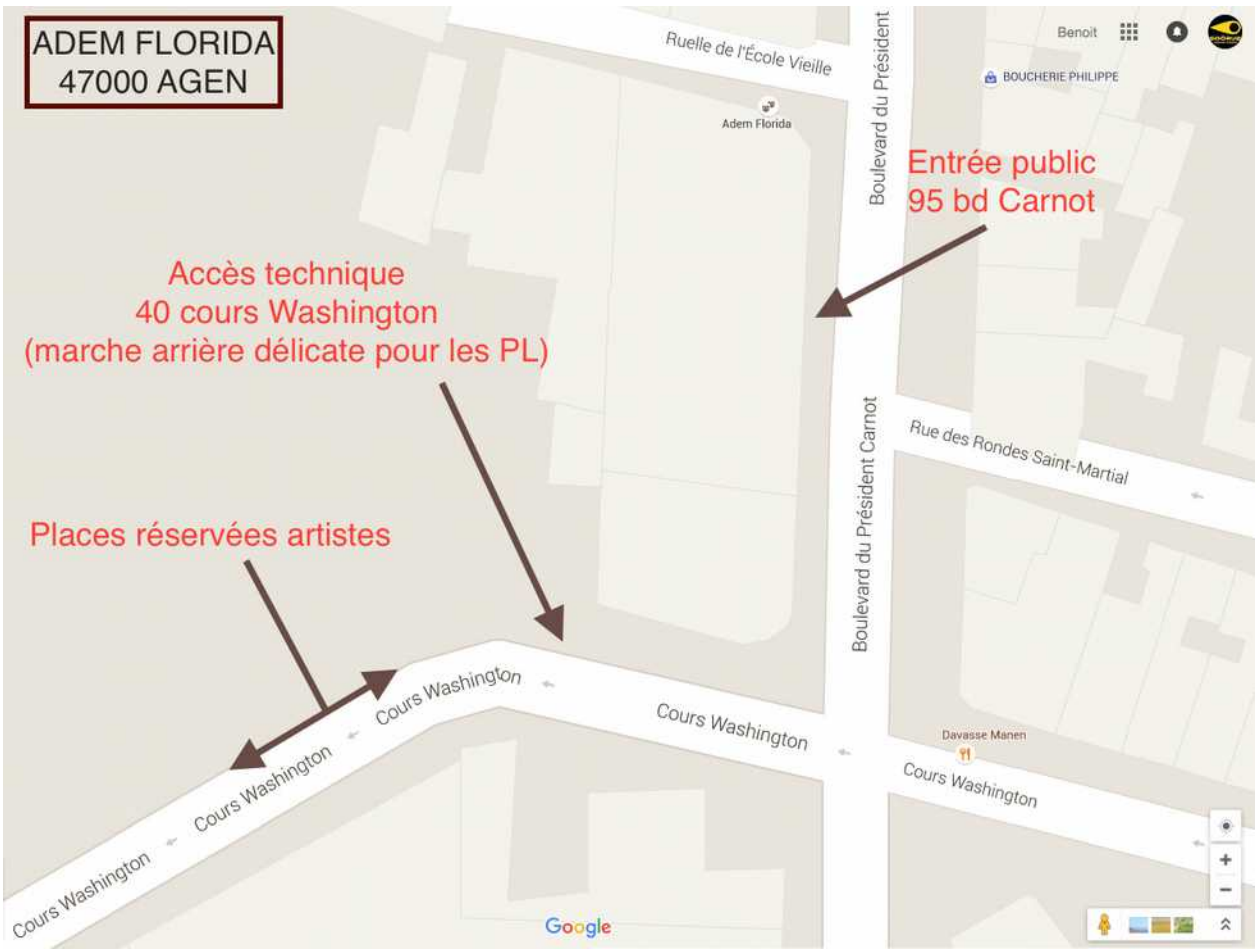 ADEM FLORIDA
47000 AGEN
Benoit
Ruelle de l'École Vieille
Boulevard du Président
BOUCHERIE PHILIPPE
Adem Florida
Entrée public
95 bd Carnot
Accès technique
40 cours Washington
(marche arrière délicate pour les PL)
Boulevard du Président Carnot
Rue des Rondes Saint-Martial
Places réservées artistes
Cours Washington
Cours Washington
Davasse Manen
Cours Washington
Cours Washington
Cours Washington
Google